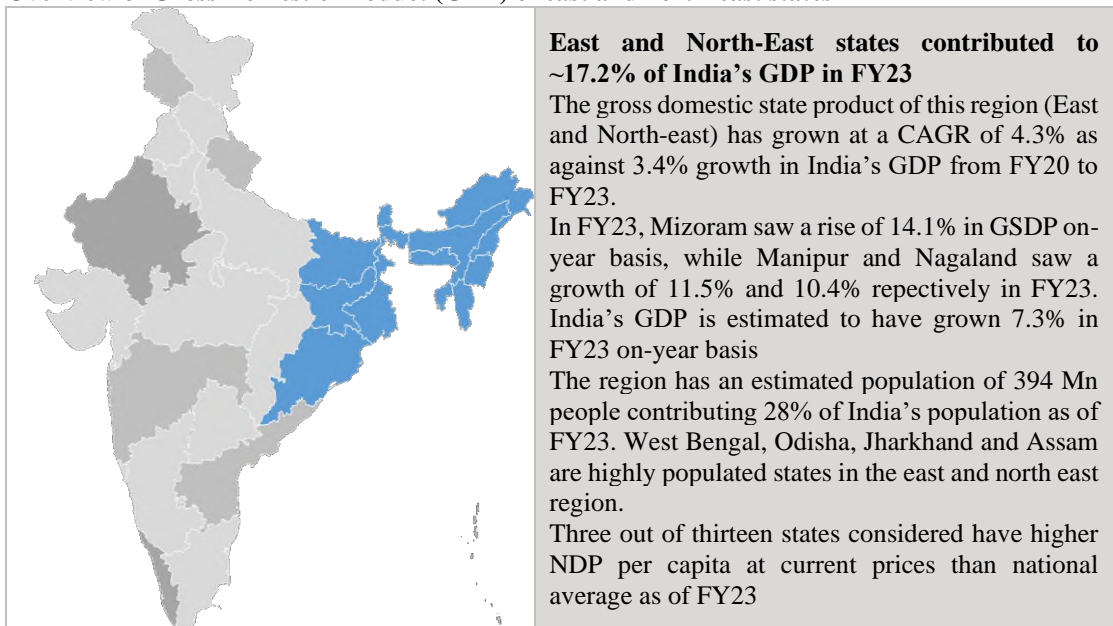 East and North-East states contributed to
~17.2% of India's GDP in FY23
The gross domestic state product of this region (East
and North-east) has grown at a CAGR of 4.3% as
against 3.4% growth in India's GDP from FY20 to
FY23.
In FY23, Mizoram saw a rise of 14.1% in GSDP on-
year basis, while Manipur and Nagaland saw a
growth of 11.5% and 10.4% repectively in FY23.
India's GDP is estimated to have grown 7.3% in
FY23 on-year basis
The region has an estimated population of 394 Mn
people contributing 28% of India's population as of
FY23. West Bengal, Odisha, Jharkhand and Assam
are highly populated states in the east and north east
region.
Three out of thirteen states considered have higher
NDP per capita at current prices than national
average as of FY23